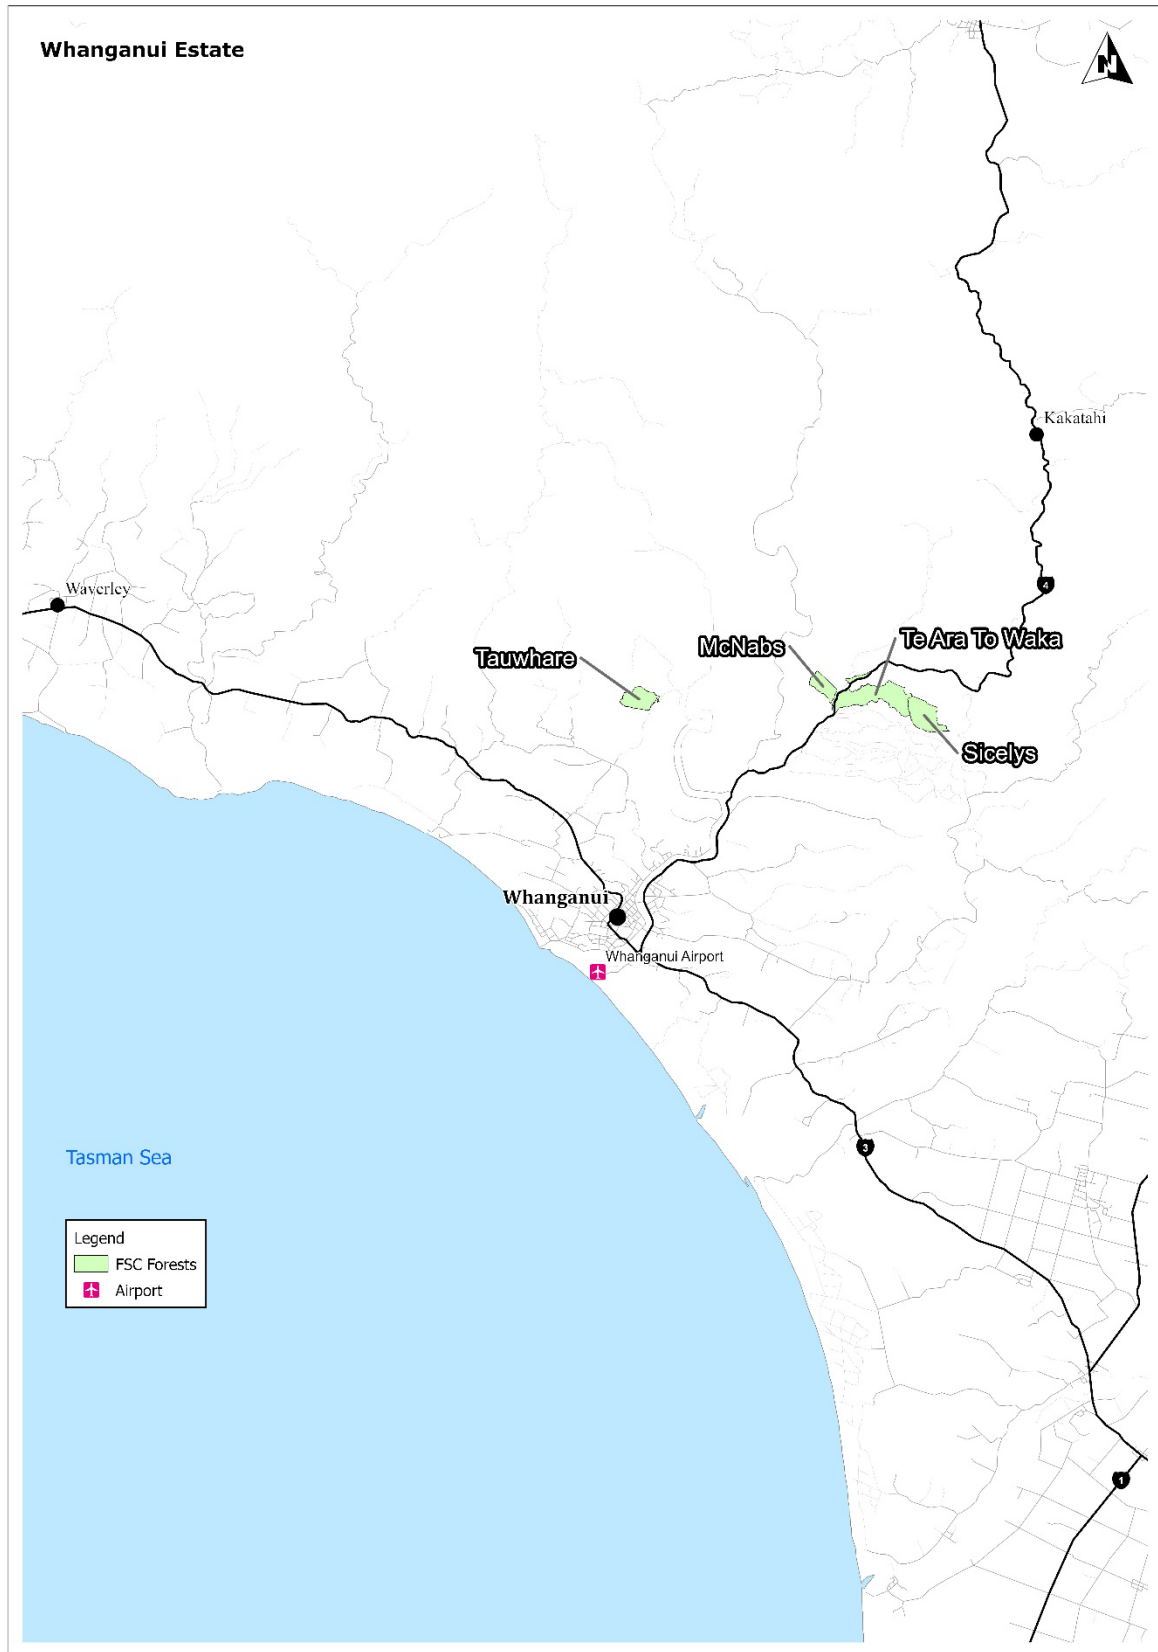 Whanganui Estate
N
Kakatahi
4
Waverley
Te Ara To Waka
McNabs
Tauwhare
Sicelys
Whanganui
Whanganui Airport
3
Tasman Sea
Legend
FSC Forests
Airport
1